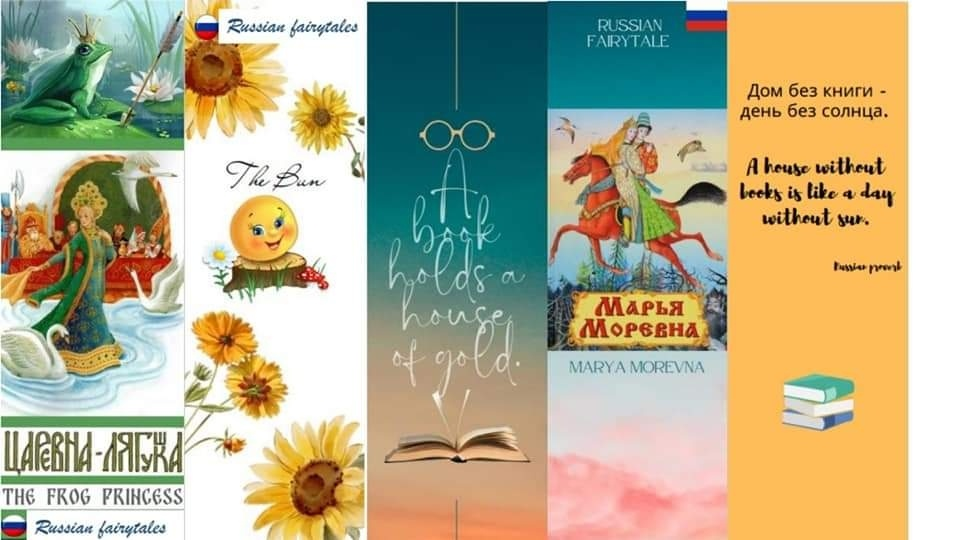 ЦАРЕВНА-ЛЯГУШКА
THE FROG PRINCESS
Russian fairytales
Russian fairytales
The Bun
A
book
holds a
house
of gold.
RUSSIAN
FAIRYTALE
МАРЬЯ
МОРЕВНА
MARYA MOREVNA
Дом без книги -
день без солнца.
A house without
books is like a day
without sun.
Russian proverb